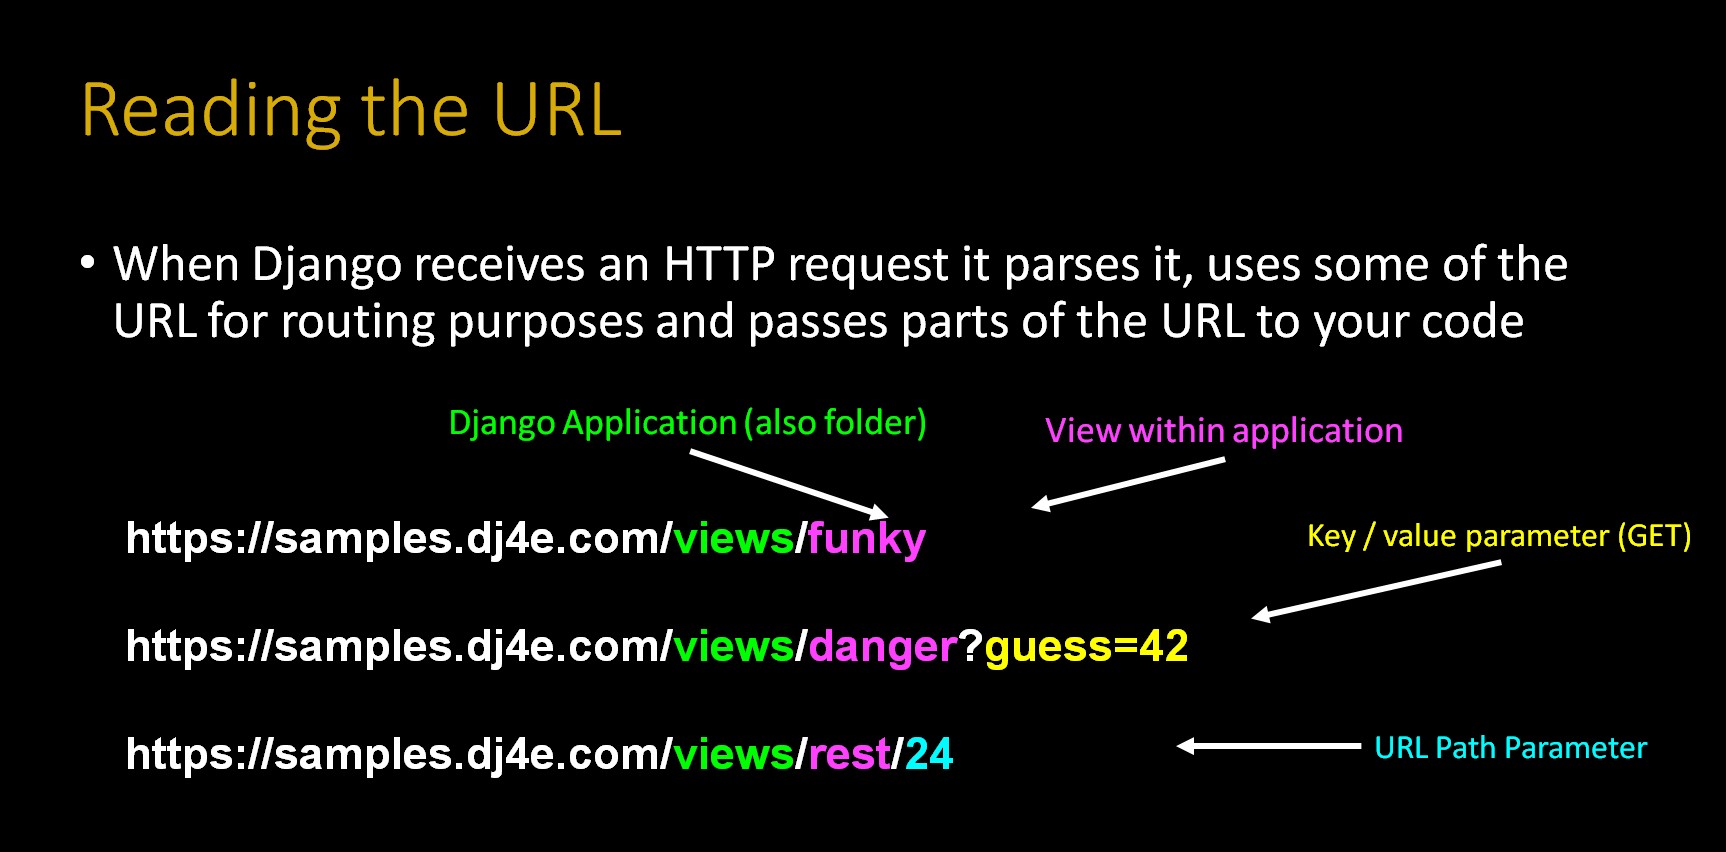 Reading the URL
• When Django receives an HTTP request it parses it, uses some of the
URL for routing purposes and passes parts of the URL to your code
Django Application (also folder)
View within application
https://samples.dj4e.com/views/funky
Key / value parameter (GET)
https://samples.dj4e.com/views/danger?guess=42
https://samples.dj4e.com/views/rest/24
URL Path Parameter